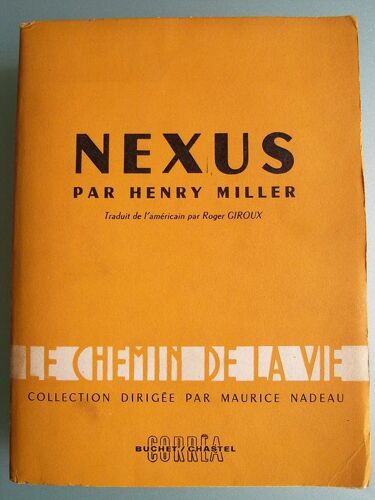 NEXUS
PAR HENRY MILLER
Traduit de l'américain par Roger GIROUX
LE CHEMIN DE LA VIE
COLLECTION DIRIGÉE PAR MAURICE NADEAU
CORRÊA
BUCHET/CHASTEL